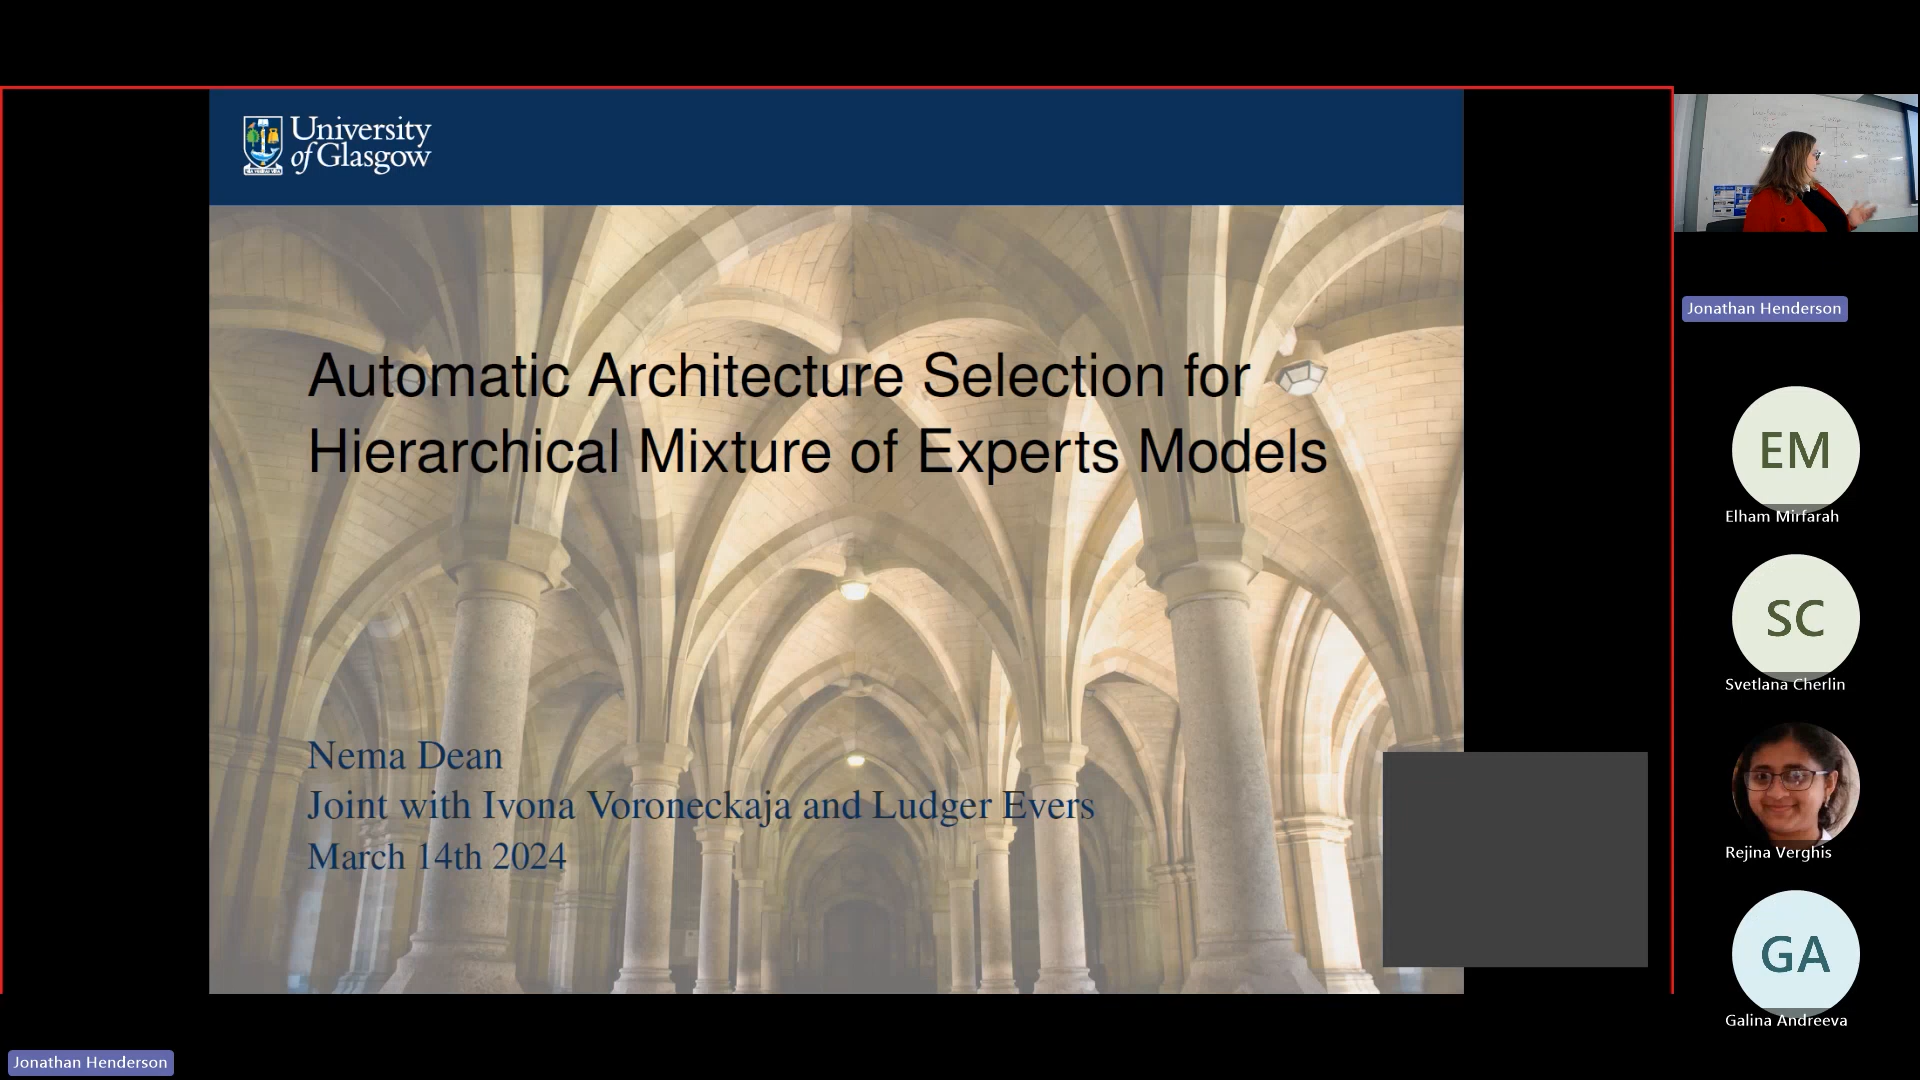 University
of Glasgow
Automatic Architecture Selection for
Hierarchical Mixture of Experts Models
Nema Dean
Joint with Ivona Voroneckaja and Ludger Evers
March 14th 2024
Jonathan Henderson
EM
Elham Mirfarah
SC
Svetlana Cherlin
Rejina Verghis
GA
Galina Andreeva
Jonathan Henderson